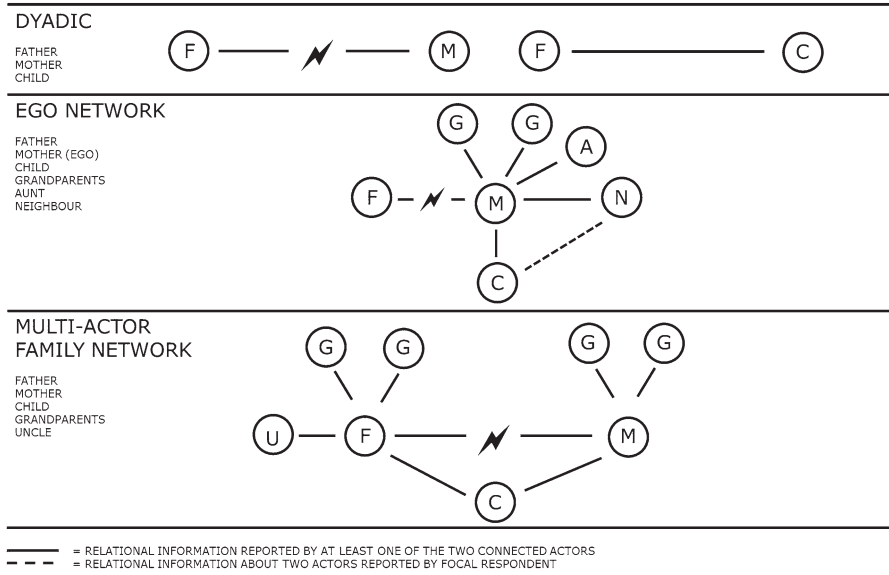 DYADIC
FATHER
MOTHER
CHILD
F M F C
EGO NETWORK
FATHER
MOTHER (EGO)
CHILD
GRANDPARENTS
AUNT
NEIGHBOUR
G G
A
F M N
C
MULTI-ACTOR
FAMILY NETWORK
FATHER
MOTHER
CHILD
GRANDPARENTS
UNCLE
G G G G
U F M
C
= RELATIONAL INFORMATION REPORTED BY AT LEAST ONE OF THE TWO CONNECTED ACTORS
= RELATIONAL INFORMATION ABOUT TWO ACTORS REPORTED BY FOCAL RESPONDENT